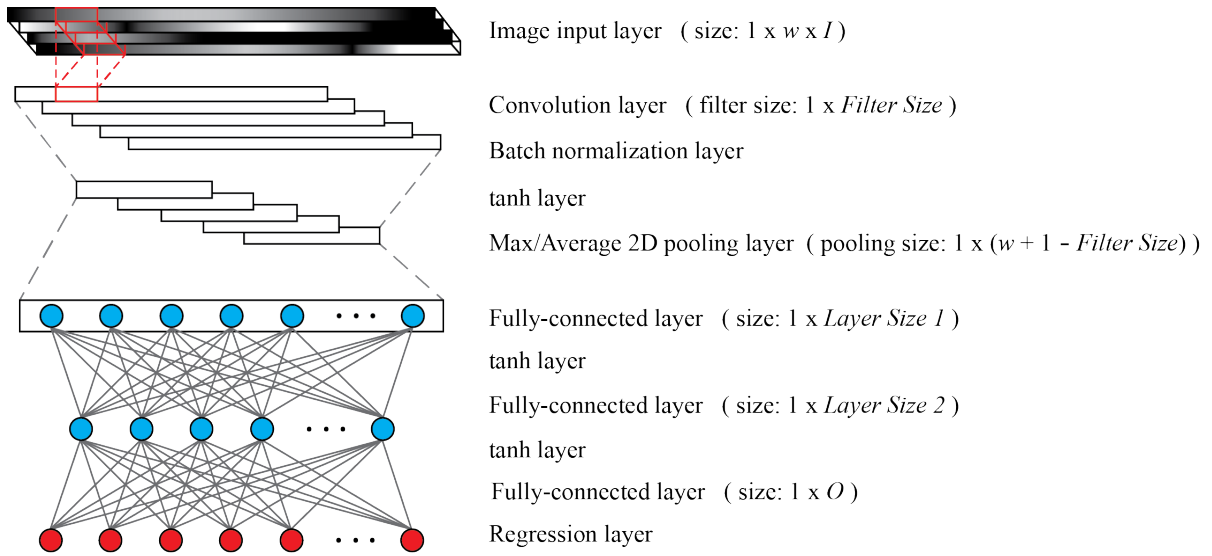 Image input layer ( size: 1 x w x I )
Convolution layer ( filter size: 1 x Filter Size )
Batch normalization layer
tanh layer
Max/Average 2D pooling layer ( pooling size: 1 x (w + 1 - Filter Size) )
Fully-connected layer ( size: 1 x Layer Size 1 )
tanh layer
Fully-connected layer ( size: 1 x Layer Size 2 )
tanh layer
Fully-connected layer ( size: 1 x O )
Regression layer